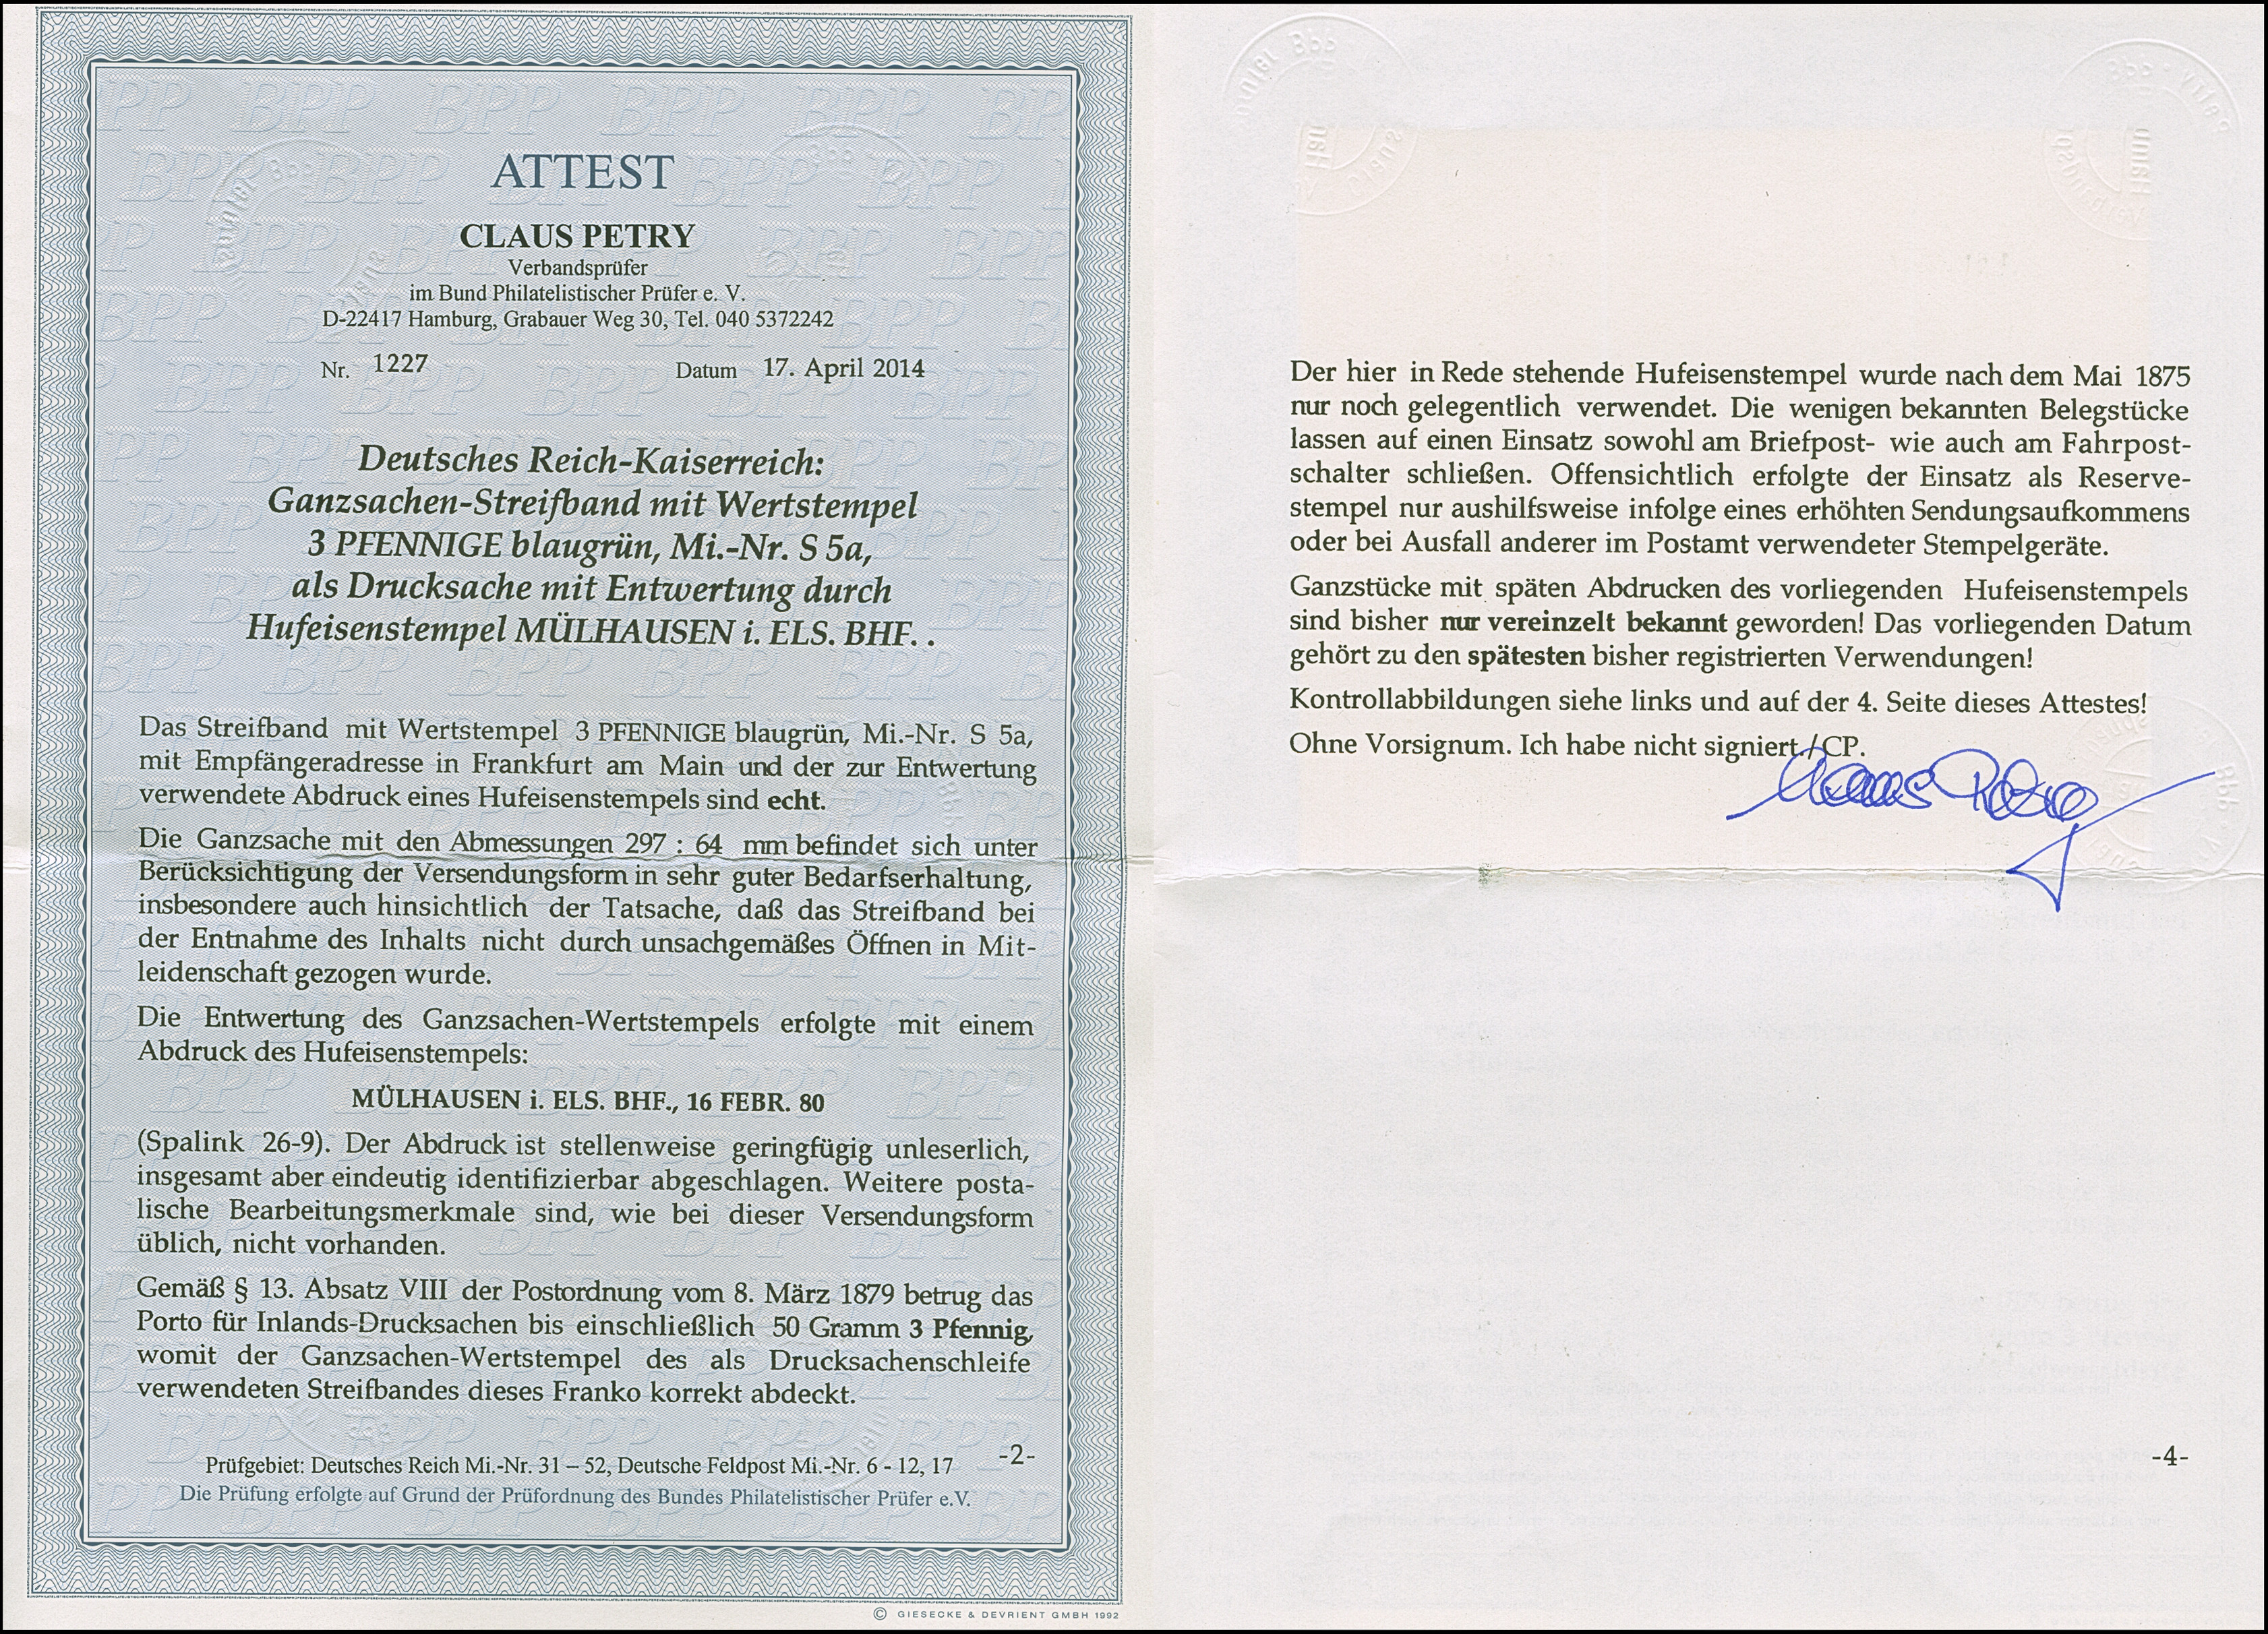 ATTEST
CLAUS PETRY
Verbandsprüfer
im Bund Philatelistischer Prüfer e. V.
D-22417 Hamburg, Grabauer Weg 30, Tel. 040 5372242
Nr. 1227 Datum 17. April 2014
Deutsches Reich-Kaiserreich:
Ganzsachen-Streifband mit Wertstempel
3 PFENNIGE blaugrün, Mi.-Nr. S 5a,
als Drucksache mit Entwertung durch
Hufeisenstempel MÜLHAUSEN i. ELS. BHF. .
Das Streifband mit Wertstempel 3 PFENNIGE blaugrün, Mi.-Nr. S 5a,
mit Empfängeradresse in Frankfurt am Main und der zur Entwertung
verwendete Abdruck eines Hufeisenstempels sind echt.
Die Ganzsache mit den Abmessungen 297 : 64 mm befindet sich unter
Berücksichtigung der Versendungsform in sehr guter Bedarfserhaltung,
insbesondere auch hinsichtlich der Tatsache, daß das Streifband bei
der Entnahme des Inhalts nicht durch unsachgemäßes Öffnen in Mit-
leidenschaft gezogen wurde.
Die Entwertung des Ganzsachen-Wertstempels erfolgte mit einem
Abdruck des Hufeisenstempels:
MÜLHAUSEN i. ELS. BHF., 16 FEBR. 80
(Spalink 26-9). Der Abdruck ist stellenweise geringfügig unleserlich,
insgesamt aber eindeutig identifizierbar abgeschlagen. Weitere posta-
lische Bearbeitungsmerkmale sind, wie bei dieser Versendungsform
üblich, nicht vorhanden.
Gemäß § 13. Absatz VIII der Postordnung vom 8. März 1879 betrug das
Porto für Inlands-Drucksachen bis einschließlich 50 Gramm 3 Pfennig,
womit der Ganzsachen-Wertstempel des als Drucksachenschleife
verwendeten Streifbandes dieses Franko korrekt abdeckt.
-2-
Prüfgebiet: Deutsches Reich Mi.-Nr. 31 – 52, Deutsche Feldpost Mi.-Nr. 6 - 12, 17
Die Prüfung erfolgte auf Grund der Prüfordnung des Bundes Philatelistischer Prüfer e.V.
© GIESECKE & DEVRIENT GMBH 1992
Der hier in Rede stehende Hufeisenstempel wurde nach dem Mai 1875
nur noch gelegentlich verwendet. Die wenigen bekannten Belegstücke
lassen auf einen Einsatz sowohl am Briefpost- wie auch am Fahrpost-
schalter schließen. Offensichtlich erfolgte der Einsatz als Reserve-
stempel nur aushilfsweise infolge eines erhöhten Sendungsaufkommens
oder bei Ausfall anderer im Postamt verwendeter Stempelgeräte.
Ganzstücke mit späten Abdrucken des vorliegenden Hufeisenstempels
sind bisher nur vereinzelt bekannt geworden! Das vorliegenden Datum
gehört zu den spätesten bisher registrierten Verwendungen!
Kontrollabbildungen siehe links und auf der 4. Seite dieses Attestes!
Ohne Vorsignum. Ich habe nicht signiert./CP.
Claus Petry
-4-